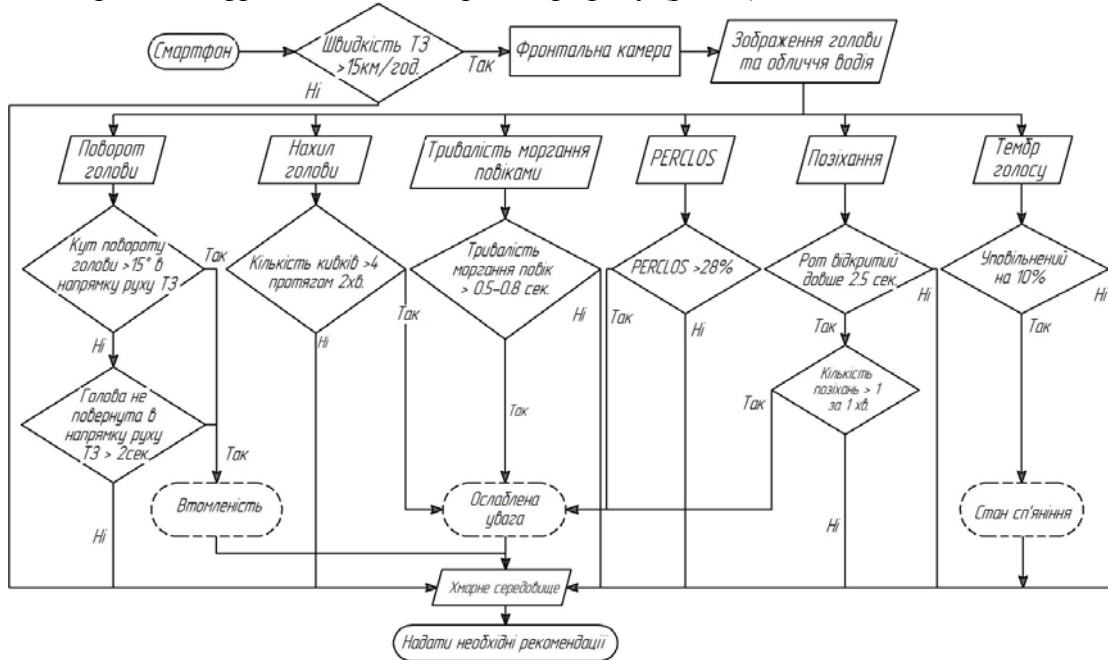 Смартфон
Швидкість ТЗ
>15км/год.
Так
Ні
Фронтальна камера
Зображення голови
та обличчя водія
Поворот
голови
Нахил
голови
Тривалість моргання
повіками
PERCLOS
Позіхання
Тембр
голосу
Кут повороту
голови >15° в
напрямку руху ТЗ
Так
Ні
Кількість кивків >4
протягом 2хв.
Так
Ні
Тривалість
моргання повік
> 0.5-0.8 сек.
Ні
Так
PERCLOS >28%
Так
Ні
Рот відкритий
довше 2.5 сек.
Ні
Так
Уповільнений
на 10%
Ні
Так
Голова не
повернута в
напрямку руху
ТЗ > 2сек.
Так
Ні
Кількість
позіхань > 1
за 1 хв.
Так
Ні
Втомленість
Ослаблена
увага
Стан сп'яніння
Хмарне середовище
Надати необхідні рекомендації